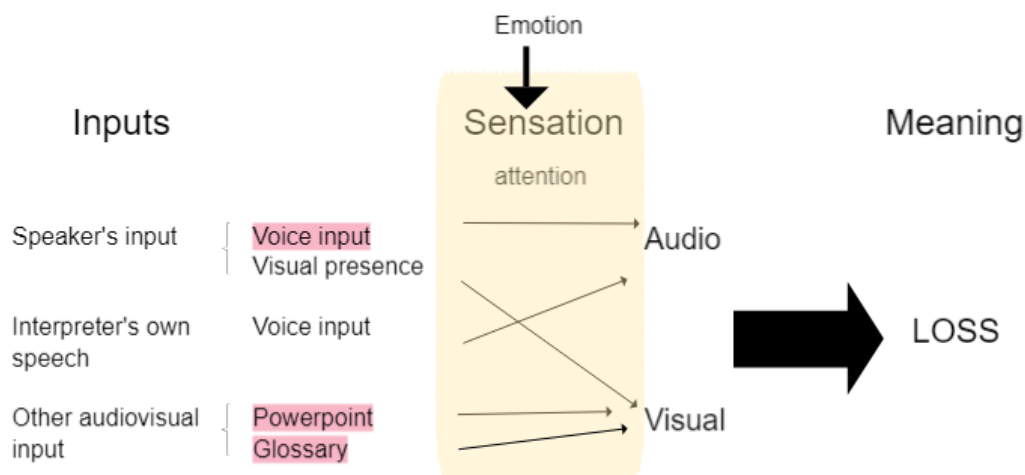 Emotion
Inputs
Sensation
Meaning
attention
Speaker's input
Voice input
Visual presence
Audio
Interpreter's own
speech
Voice input
LOSS
Other audiovisual
input
Powerpoint
Glossary
Visual